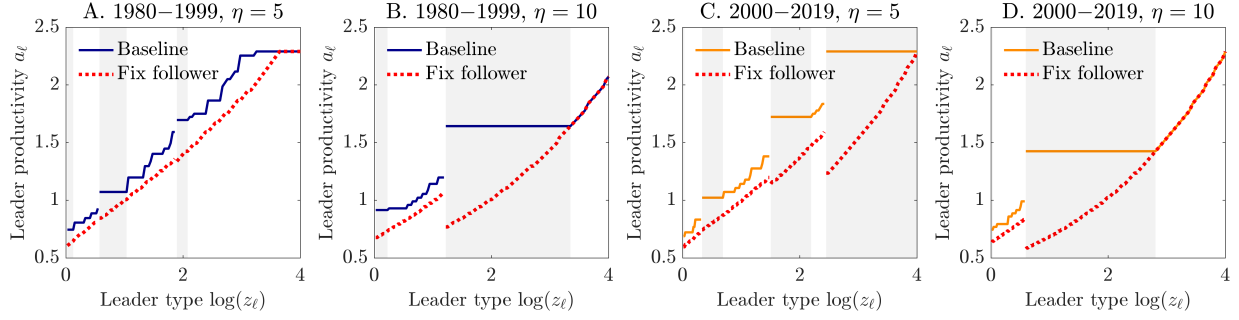 A. 1980−1999, η = 5
Leader productivity aℓ
2.5
2
1.5
1
0.5
Baseline
Fix follower
0
2
4
Leader type log(zℓ)
B. 1980−1999, η = 10
Leader productivity aℓ
2.5
2
1.5
1
0.5
Baseline
Fix follower
0
2
4
Leader type log(zℓ)
C. 2000−2019, η = 5
Leader productivity aℓ
2.5
2
1.5
1
0.5
Baseline
Fix follower
0
2
4
Leader type log(zℓ)
D. 2000−2019, η = 10
Leader productivity aℓ
2.5
2
1.5
1
0.5
Baseline
Fix follower
0
2
4
Leader type log(zℓ)